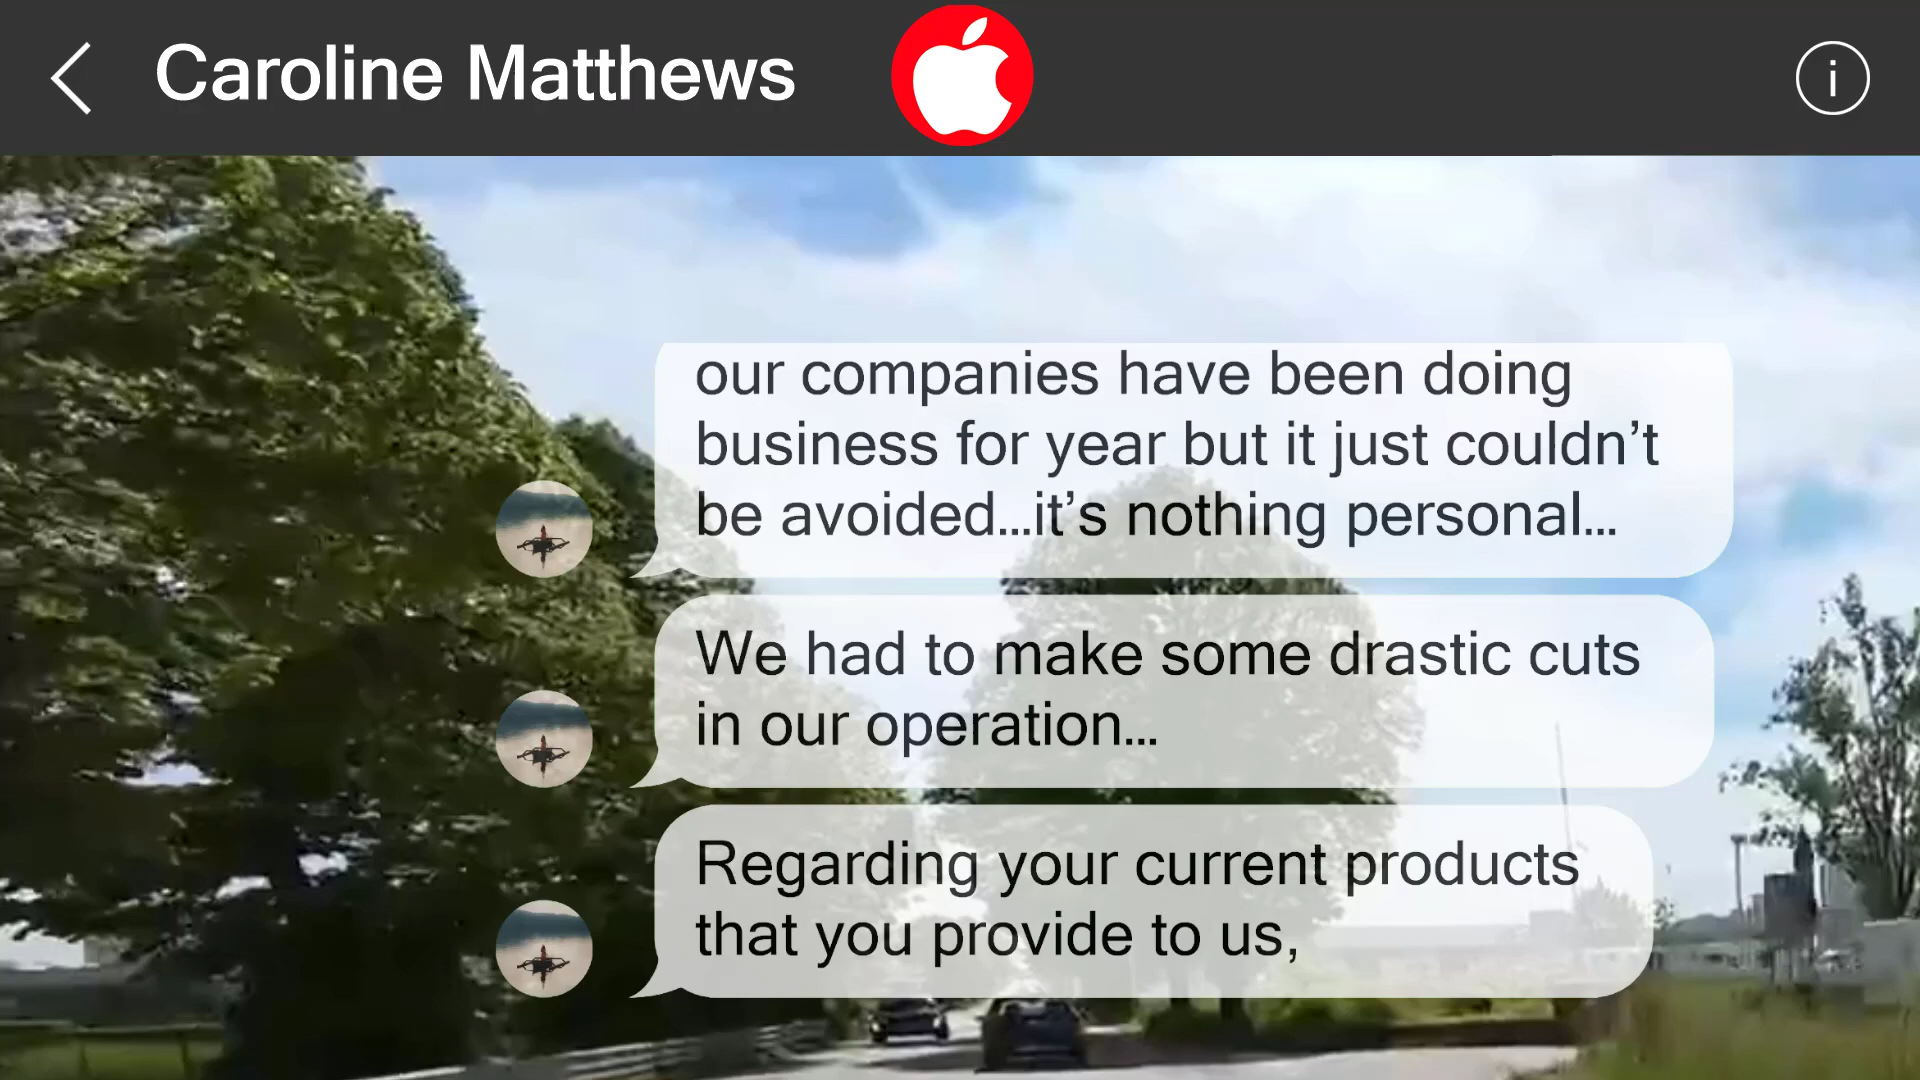 Caroline Matthews
our companies have been doing
business for year but it just couldn’t
be avoided...it’s nothing personal...
We had to make some drastic cuts
in our operation...
Regarding your current products
that you provide to us,